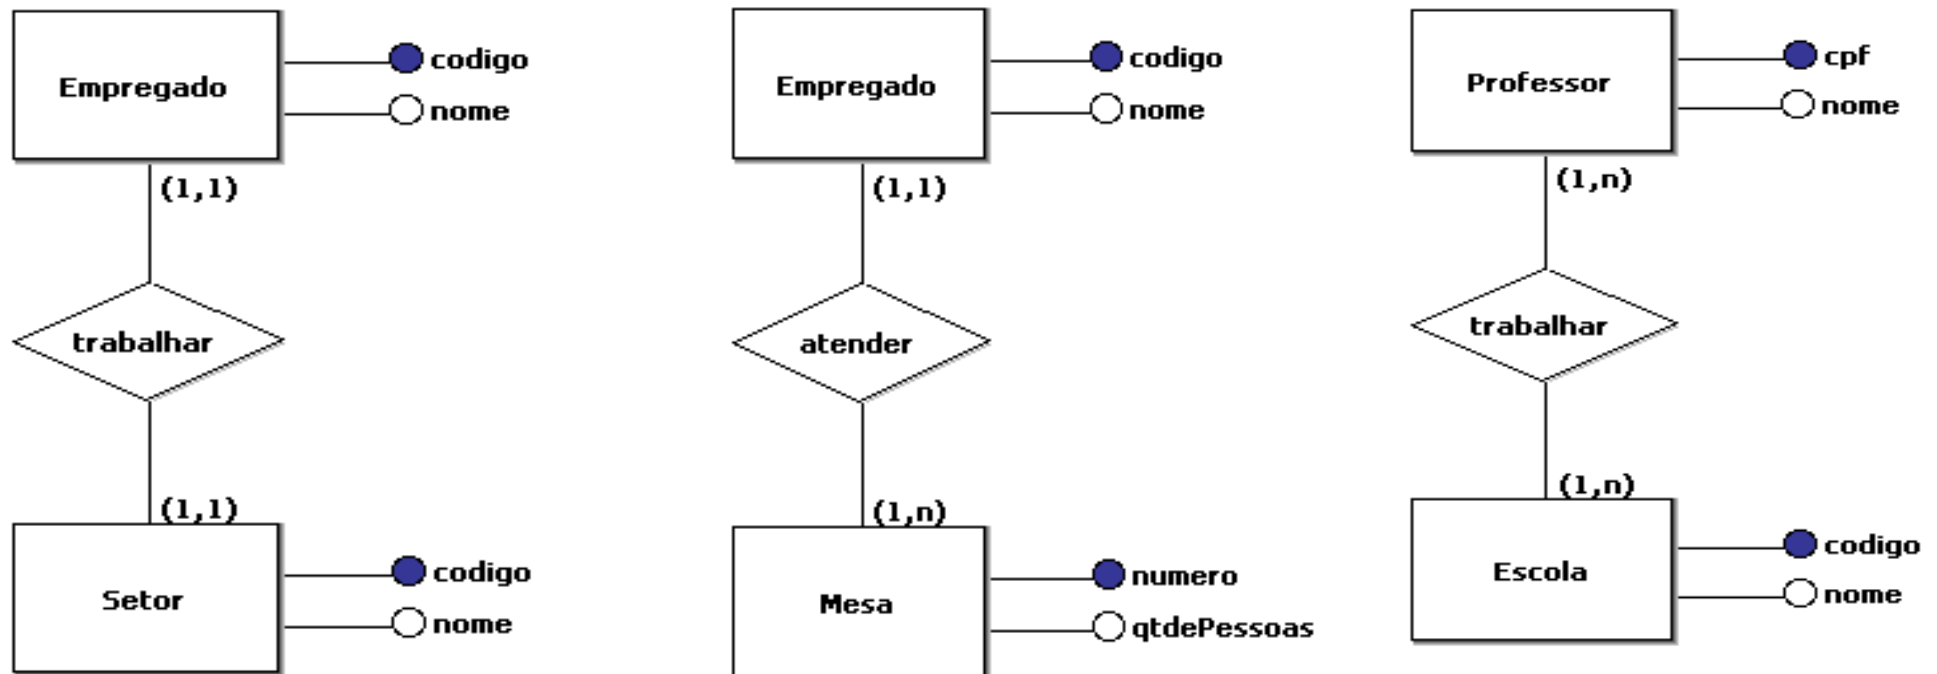 Empregado
codigo
nome
(1,1)
trabalhar
(1,1)
Setor
codigo
nome
Empregado
codigo
nome
(1,1)
atender
(1,n)
Mesa
numero
qtdePessoas
Professor
cpf
nome
(1,n)
trabalhar
(1,n)
Escola
codigo
nome